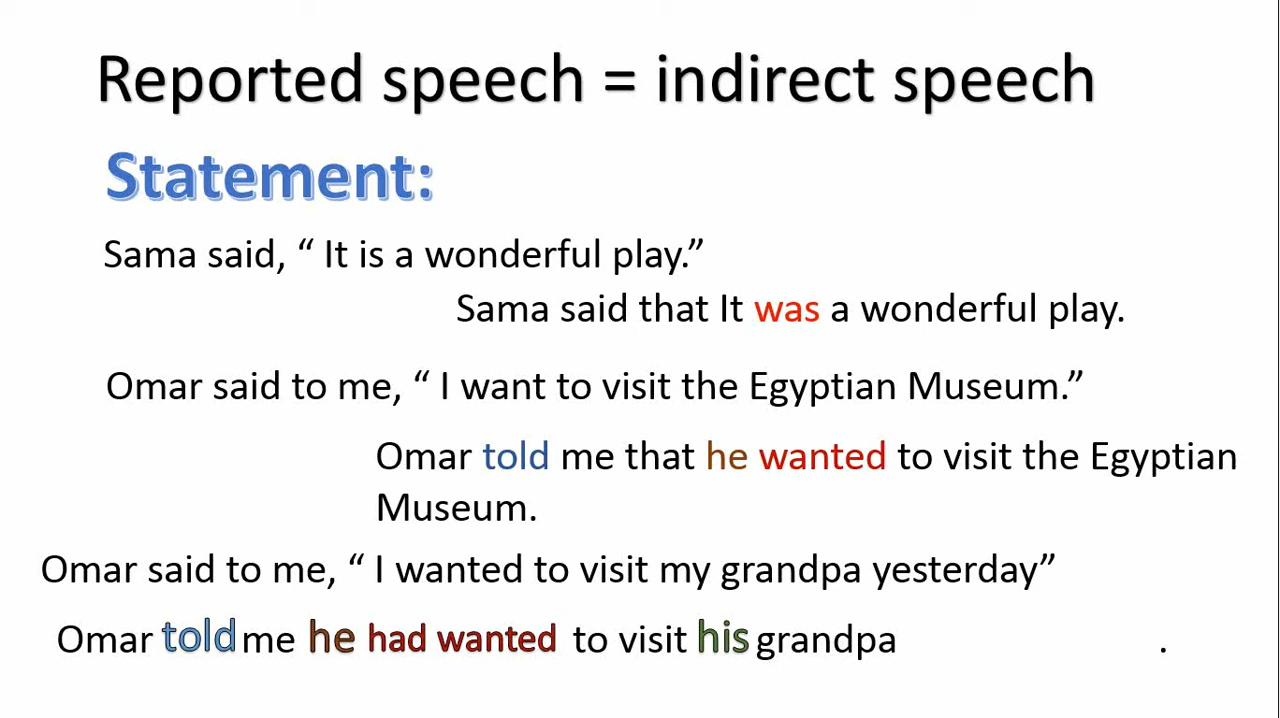 Reported speech = indirect speech
Statement:
Sama said, “ It is a wonderful play.”
Sama said that It was a wonderful play.
Omar said to me, “ I want to visit the Egyptian Museum.”
Omar told me that he wanted to visit the Egyptian
Museum.
Omar said to me, “ I wanted to visit my grandpa yesterday”
Omar told me he had wanted to visit his grandpa .